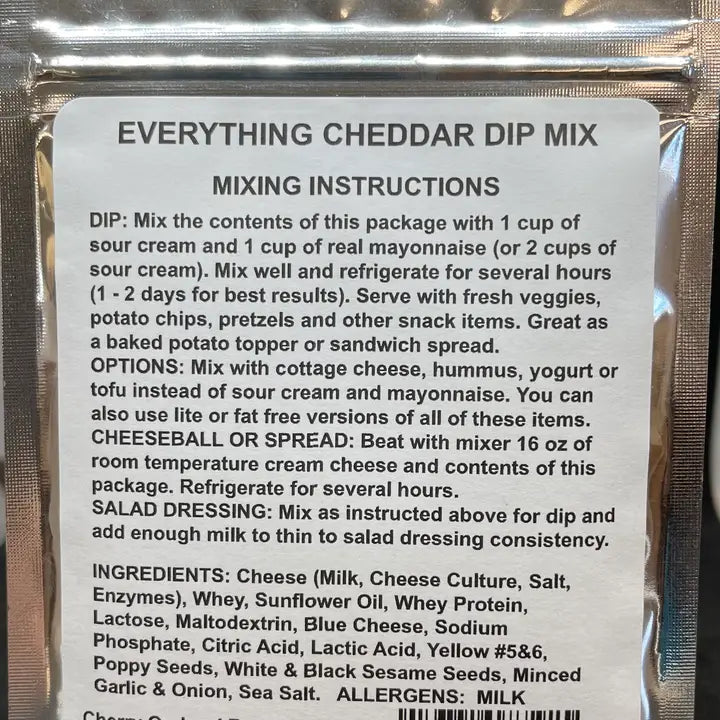 EVERYTHING CHEDDAR DIP MIX
MIXING INSTRUCTIONS
DIP: Mix the contents of this package with 1 cup of
sour cream and 1 cup of real mayonnaise (or 2 cups of
sour cream). Mix well and refrigerate for several hours
(1 - 2 days for best results). Serve with fresh veggies,
potato chips, pretzels and other snack items. Great as
a baked potato topper or sandwich spread.
OPTIONS: Mix with cottage cheese, hummus, yogurt or
tofu instead of sour cream and mayonnaise. You can
also use lite or fat free versions of all of these items.
CHEESEBALL OR SPREAD: Beat with mixer 16 oz of
room temperature cream cheese and contents of this
package. Refrigerate for several hours.
SALAD DRESSING: Mix as instructed above for dip and
add enough milk to thin to salad dressing consistency.
INGREDIENTS: Cheese (Milk, Cheese Culture, Salt,
Enzymes), Whey, Sunflower Oil, Whey Protein,
Lactose, Maltodextrin, Blue Cheese, Sodium
Phosphate, Citric Acid, Lactic Acid, Yellow #5&6,
Poppy Seeds, White & Black Sesame Seeds, Minced
Garlic & Onion, Sea Salt. ALLERGENS: MILK